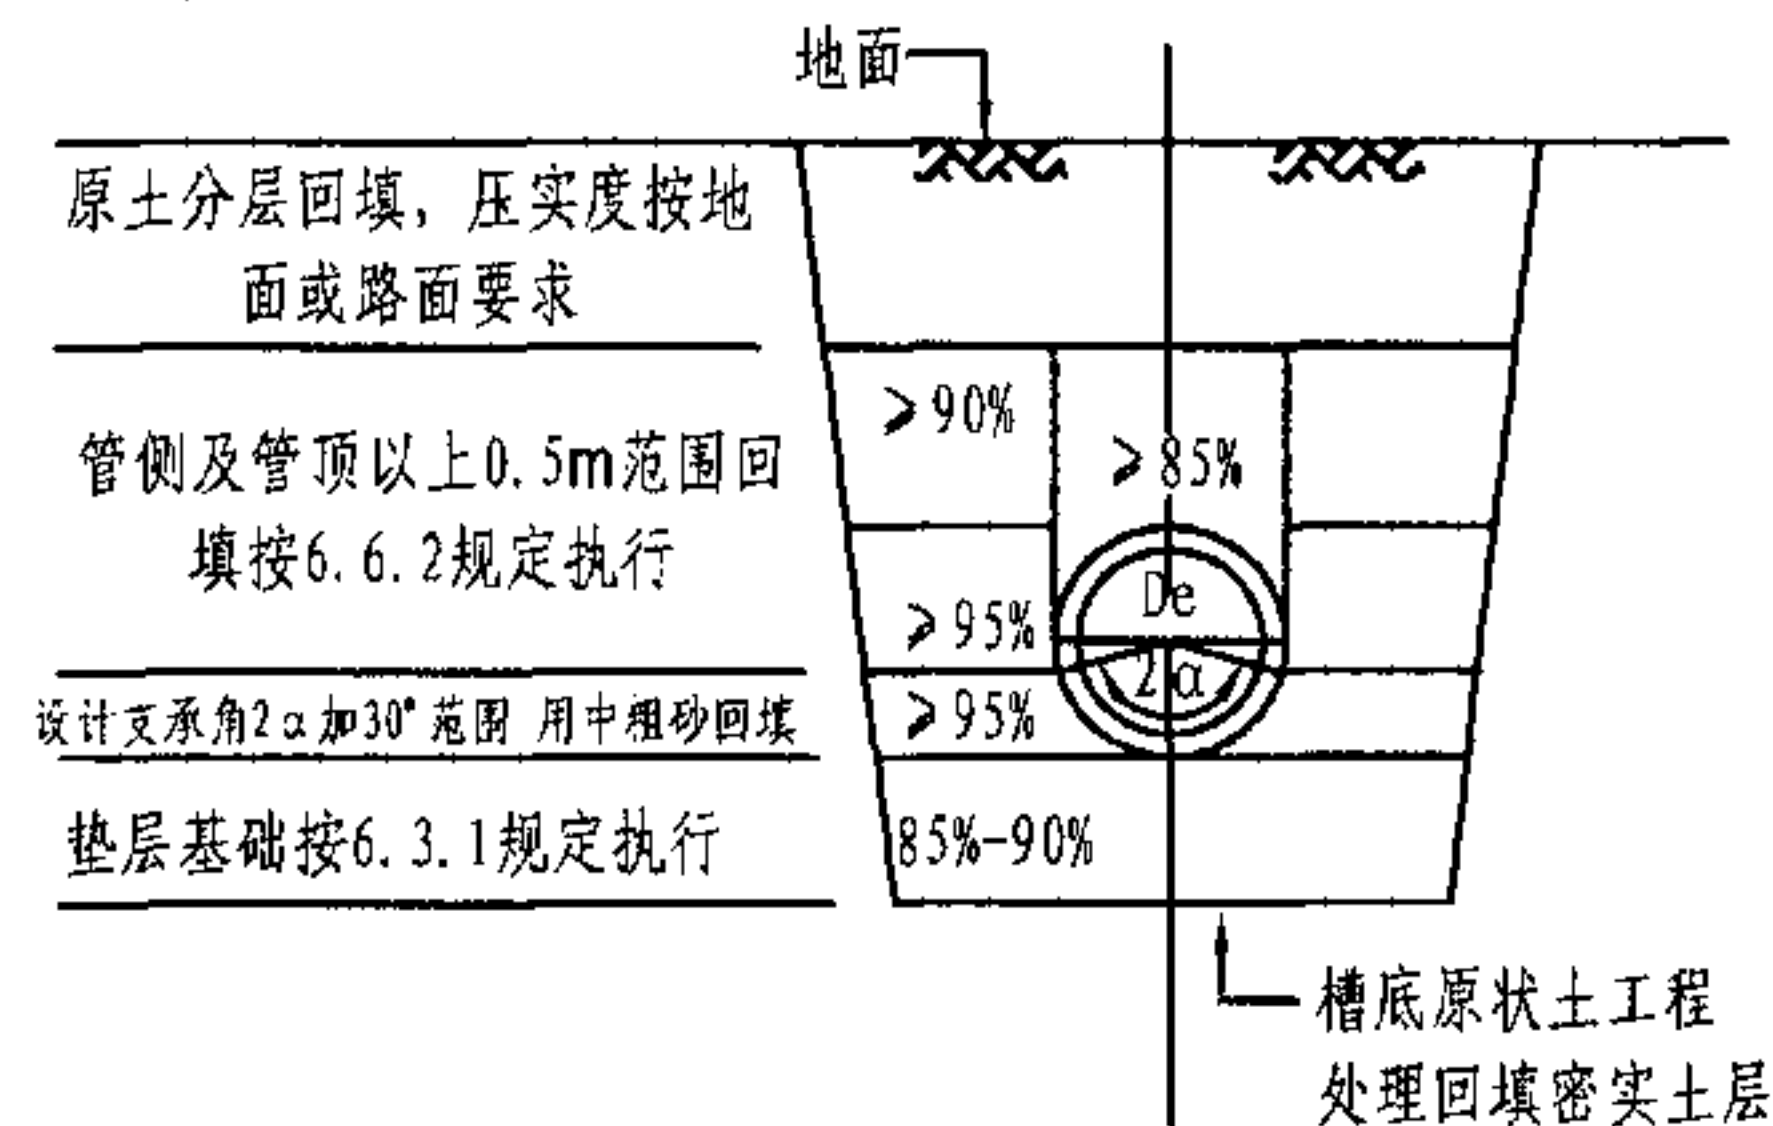 地面
原土分层回填，压实度按地
面或路面要求
≥90%
≥85%
管侧及管顶以上0.5m范围回
填按6.6.2规定执行
De
≥95%
2α
设计支承角2α加30°范围 用中粗砂回填
≥95%
垫层基础按6.3.1规定执行
85%-90%
槽底原状土工程
处理回填密实土层